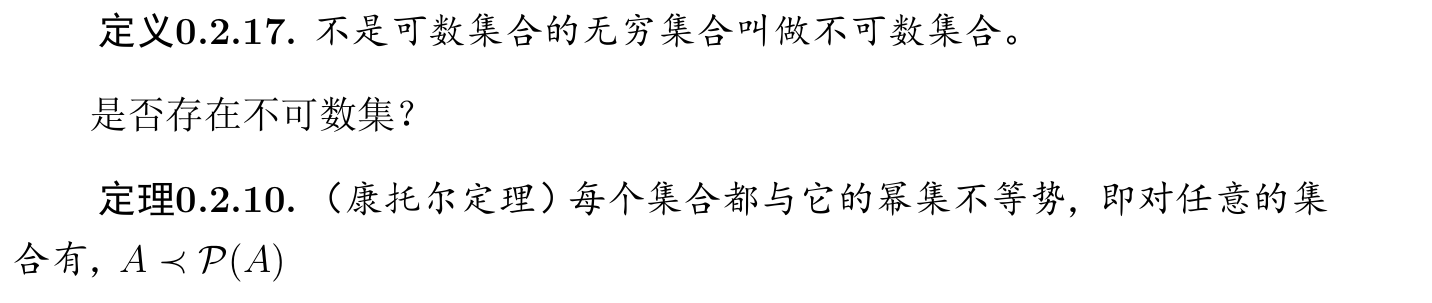 定义0.2.17. 不是可数集合的无穷集合叫做不可数集合。
是否存在不可数集？
定理0.2.10. （康托尔定理）每个集合都与它的幂集不等势，即对任意的集
合有，A ≺ 𝒫(A)